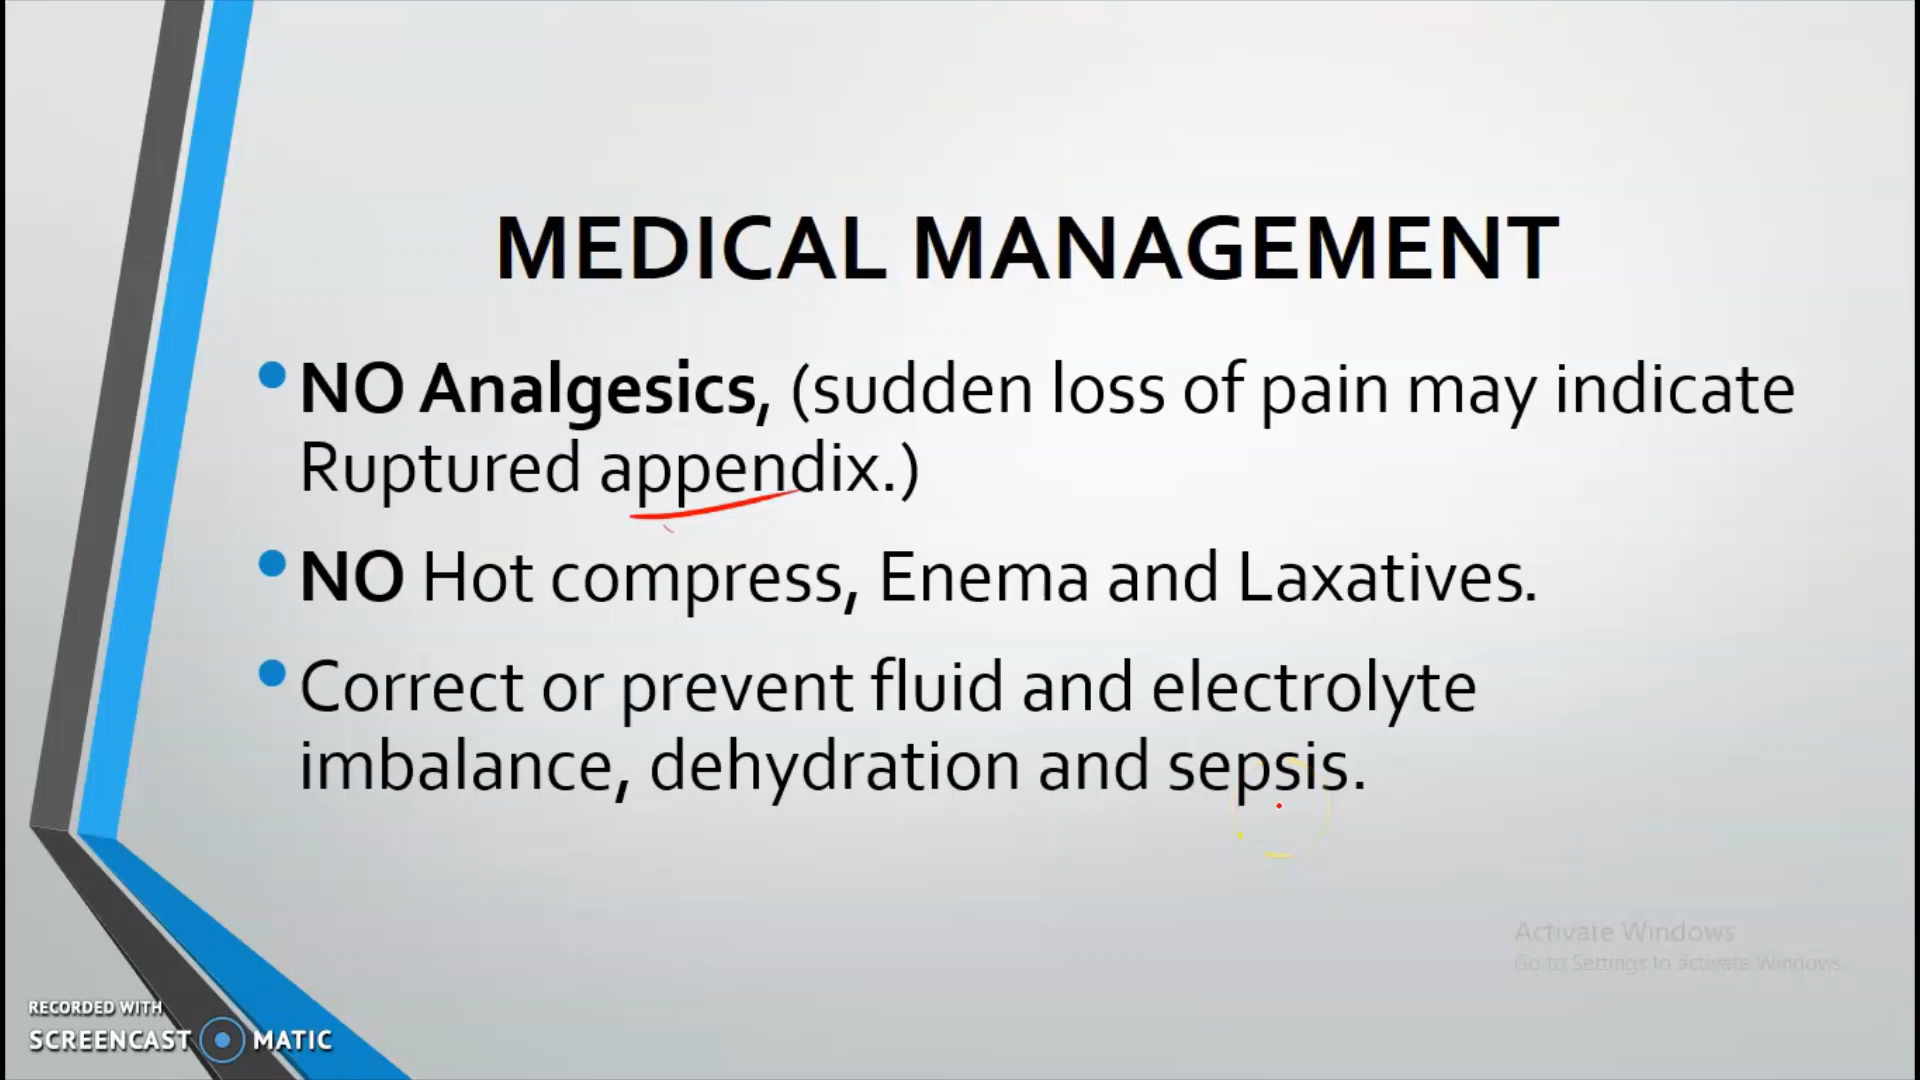 MEDICAL MANAGEMENT
NO Analgesics, (sudden loss of pain may indicate
Ruptured appendix.)
NO Hot compress, Enema and Laxatives.
Correct or prevent fluid and electrolyte
imbalance, dehydration and sepsis.
Activate Windows
Go to Settings to activate Windows.
RECORDED WITH
SCREENCAST MATIC